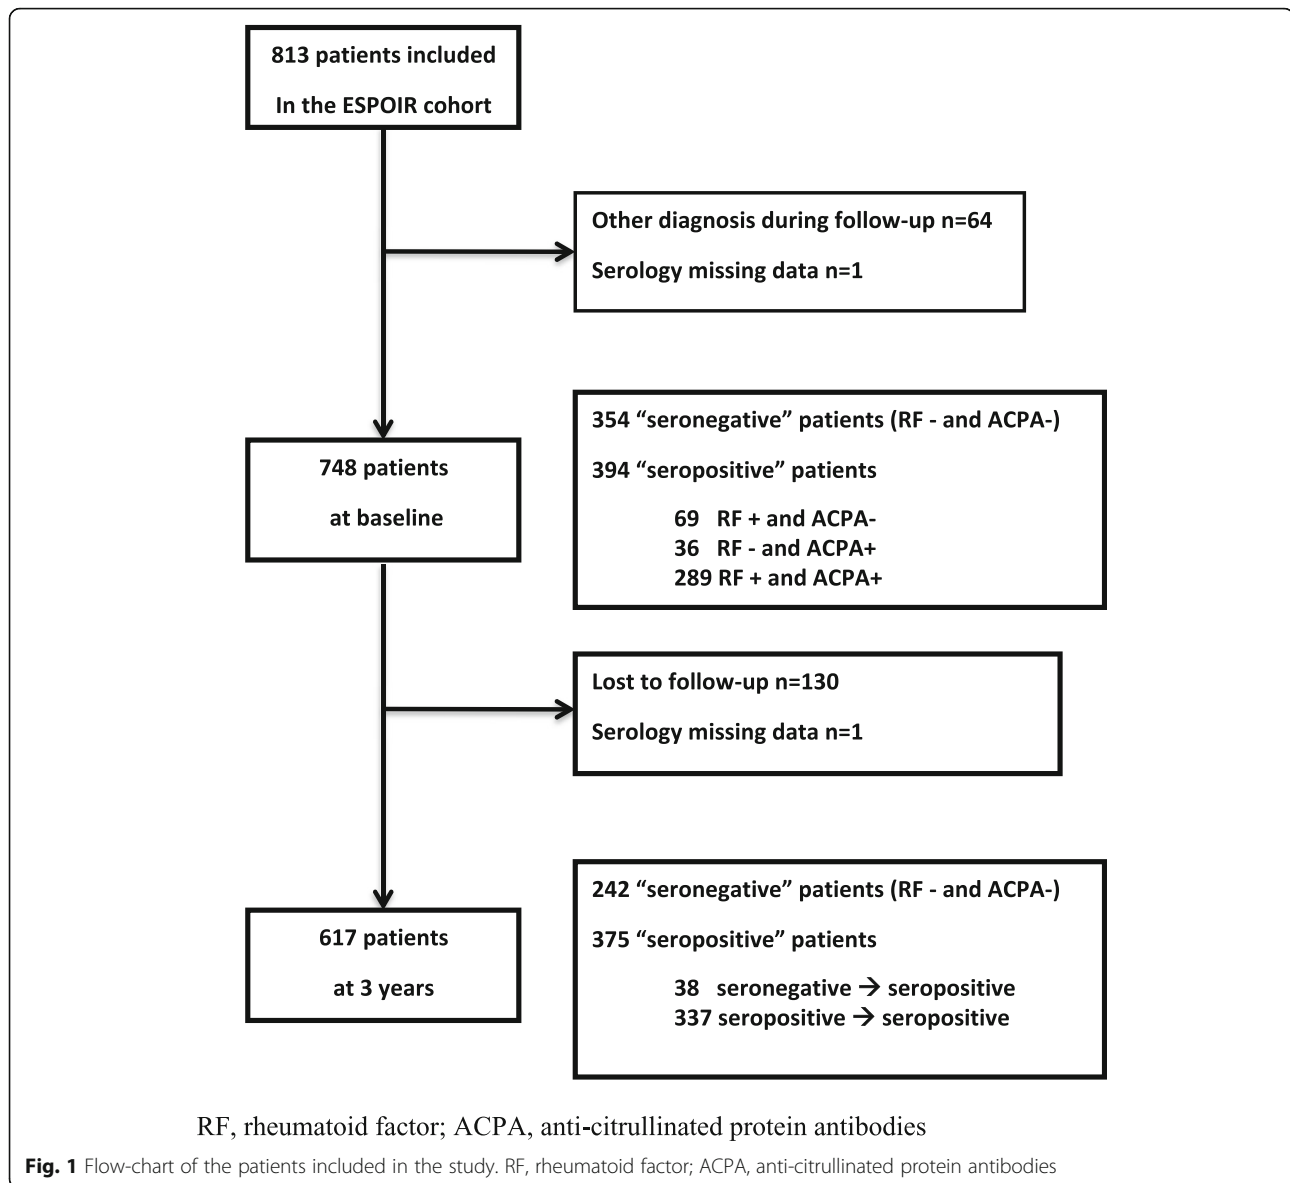 813 patients included
In the ESPOIR cohort
Other diagnosis during follow-up n=64
Serology missing data n=1
748 patients
at baseline
354 “seronegative” patients (RF - and ACPA-)
394 “seropositive” patients
69 RF + and ACPA-
36 RF - and ACPA+
289 RF + and ACPA+
Lost to follow-up n=130
Serology missing data n=1
617 patients
at 3 years
242 “seronegative” patients (RF - and ACPA-)
375 “seropositive” patients
38 seronegative → seropositive
337 seropositive → seropositive
RF, rheumatoid factor; ACPA, anti-citrullinated protein antibodies
Fig. 1 Flow-chart of the patients included in the study. RF, rheumatoid factor; ACPA, anti-citrullinated protein antibodies